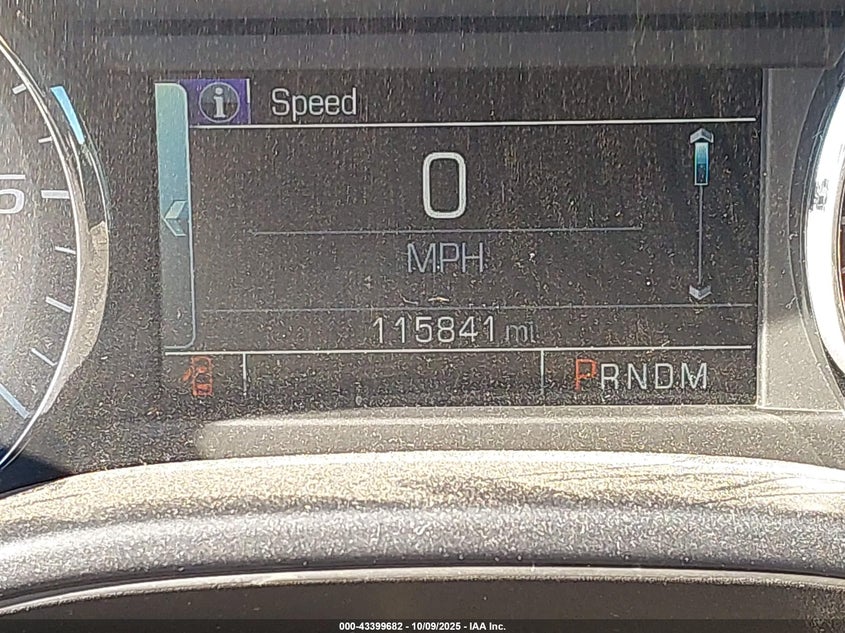 Speed
0
MPH
115841 mi
PRNDM
000-43399682 - 10/09/2025 - IAA Inc.